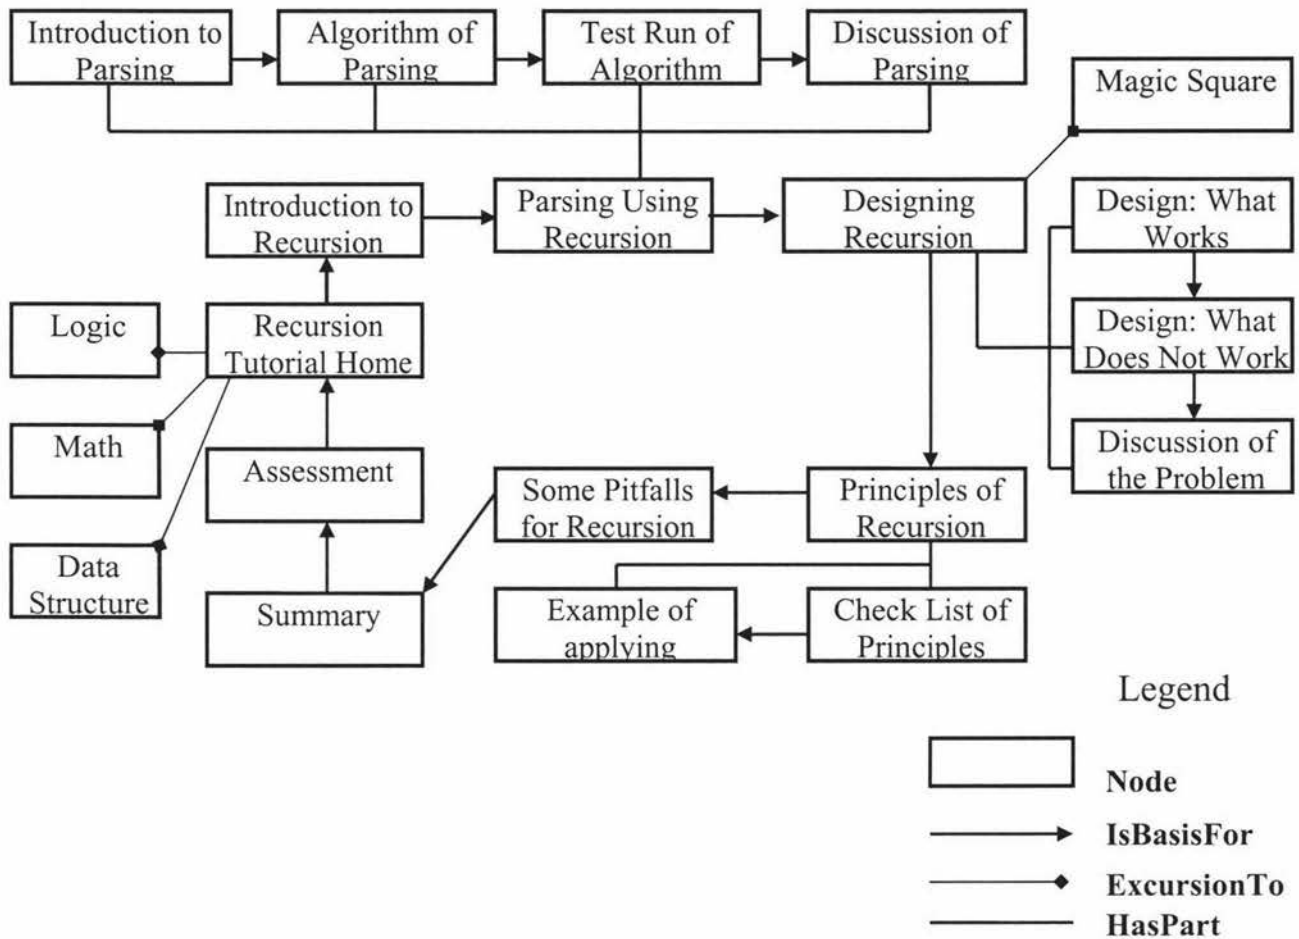 Introduction to
Parsing
Algorithm of
Parsing
Test Run of
Algorithm
Discussion of
Parsing
Magic Square
Introduction to
Recursion
Parsing Using
Recursion
Designing
Recursion
Design: What
Works
Logic
Recursion
Tutorial Home
Design: What
Does Not Work
Math
Assessment
Some Pitfalls
for Recursion
Principles of
Recursion
Discussion of
the Problem
Data
Structure
Summary
Example of
applying
Check List of
Principles
Legend
Node
IsBasisFor
ExcursionTo
HasPart